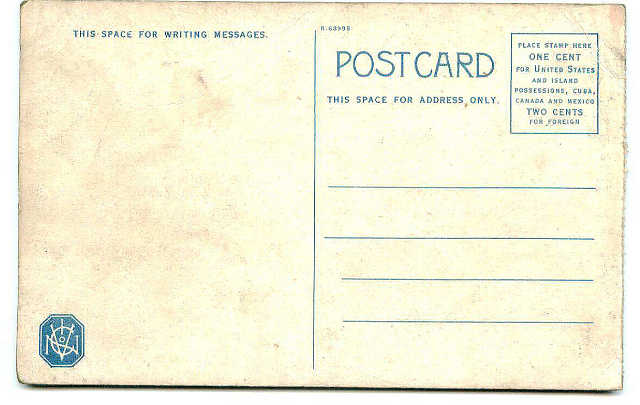 THIS SPACE FOR WRITING MESSAGES.
R-68998
POSTCARD
THIS SPACE FOR ADDRESS ONLY.
PLACE STAMP HERE
ONE CENT
FOR UNITED STATES
AND ISLAND
POSSESSIONS, CUBA,
CANADA AND MEXICO
TWO CENTS
FOR FOREIGN